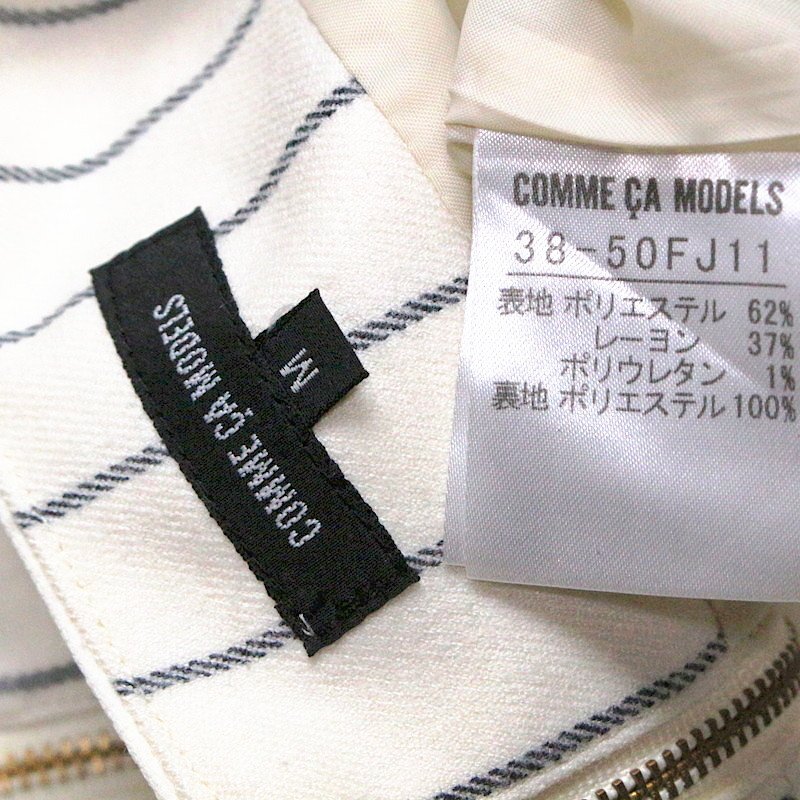 COMME ÇA MODELS
M
COMME ÇA MODELS
38-50FJ11
表地 ポリエステル 62%
レーヨン 37%
ポリウレタン 1%
裏地 ポリエステル 100%